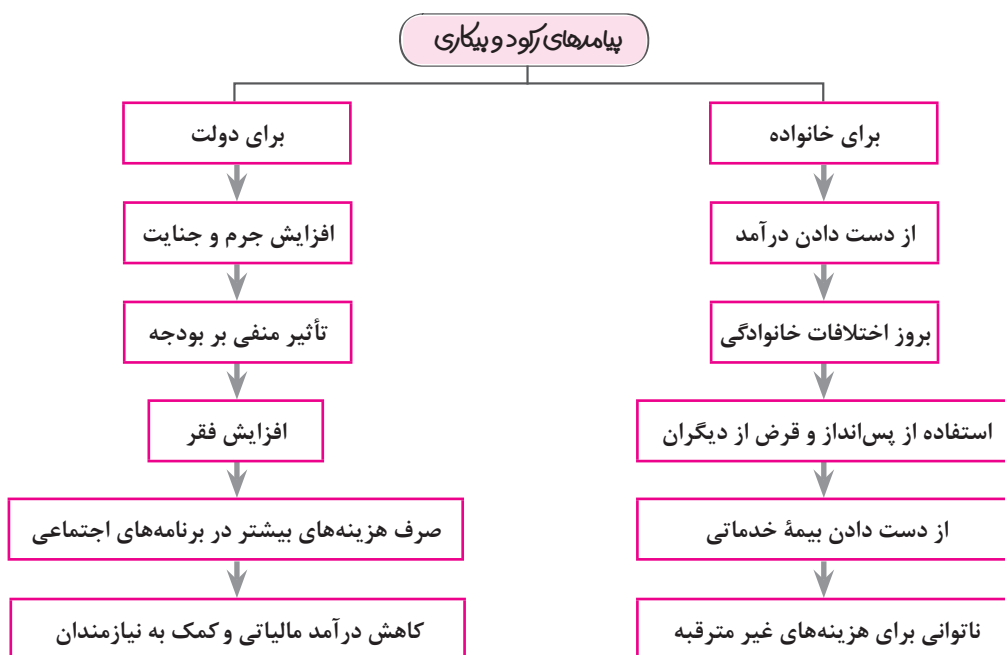 پیامدهای رکود و بیکاری
برای خانواده
از دست دادن درآمد
بروز اختلافات خانوادگی
استفاده از پس‌انداز و قرض از دیگران
از دست دادن بیمهٔ خدماتی
ناتوانی برای هزینه‌های غیر مترقبه
برای دولت
افزایش جرم و جنایت
تأثیر منفی بر بودجه
افزایش فقر
صرف هزینه‌های بیشتر در برنامه‌های اجتماعی
کاهش درآمد مالیاتی و کمک به نیازمندان